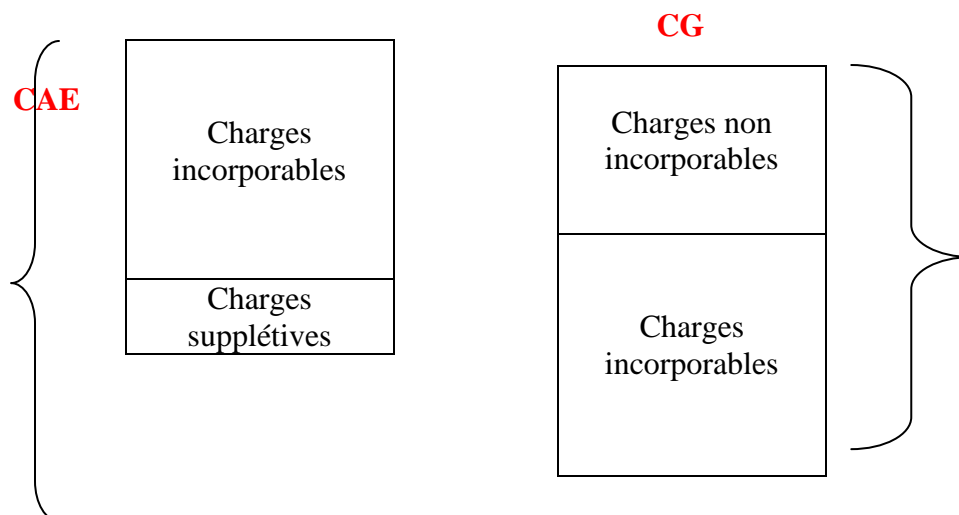 CG
CAE
Charges
incorporables
Charges
supplétives
Charges non
incorporables
Charges
incorporables